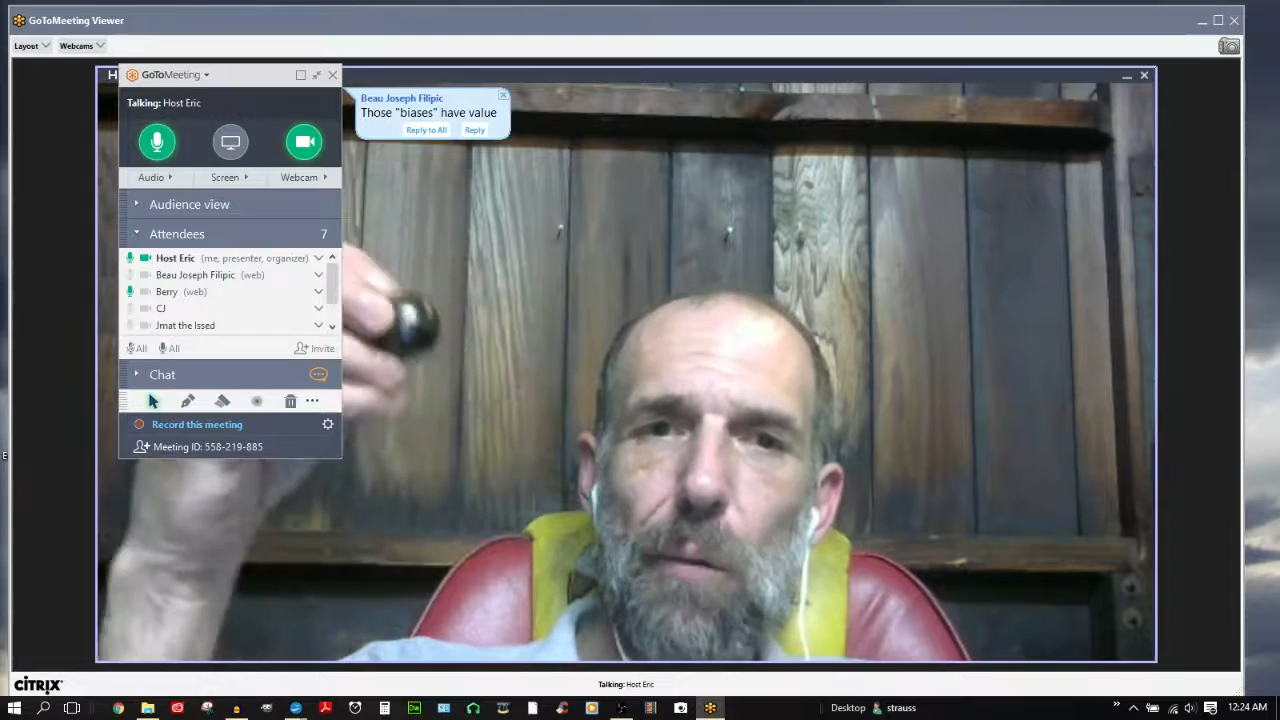 GoToMeeting Viewer
Layout
Webcams
H
GoToMeeting
Talking: Host Eric
Audio
Screen
Webcam
Audience view
Attendees 7
Host Eric (me, presenter, organizer)
Beau Joseph Filipic (web)
Berry (web)
CJ
Jmat the Issed
All All Invite
Chat
Record this meeting
Meeting ID: 558-219-885
Beau Joseph Filipic
Those "biases" have value
Reply to All Reply
E
CITRIX
Talking: Host Eric
Dw
Desktop strauss
12:24 AM